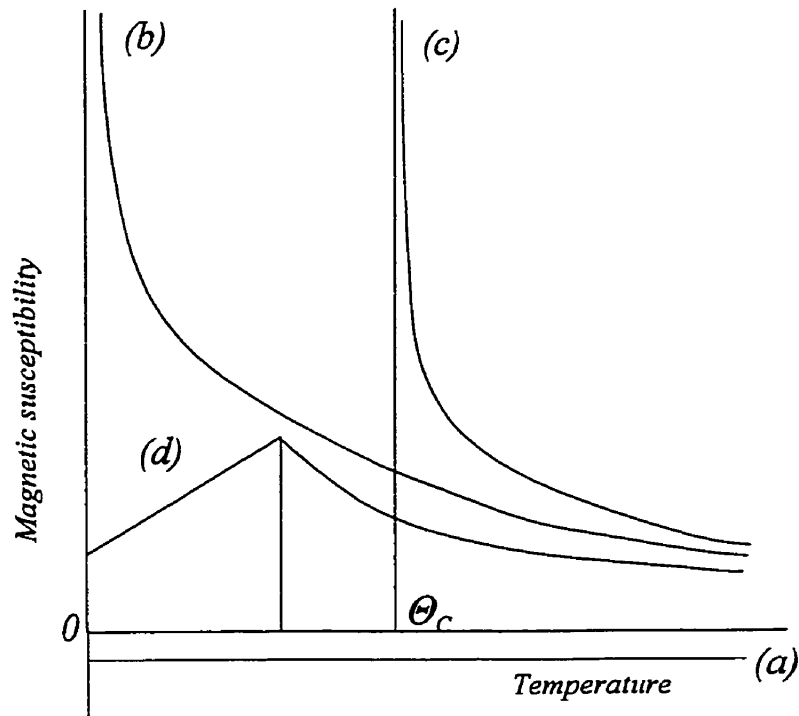 (b)
(c)
Magnetic susceptibility
(d)
0
Θc
(a)
Temperature